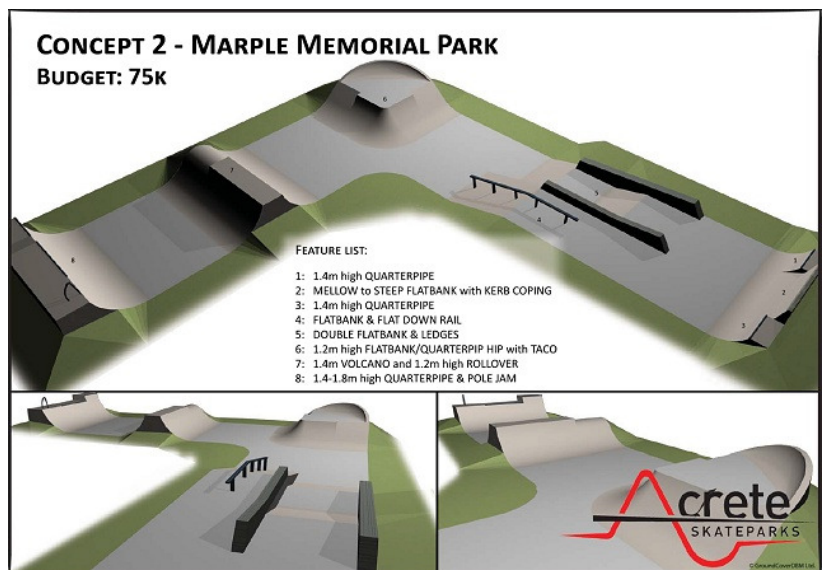 CONCEPT 2 - MARPLE MEMORIAL PARK
BUDGET: 75K
6
7
5
8
4
1
2
3
FEATURE LIST:
1: 1.4m high QUARTERPIPE
2: MELLOW to STEEP FLATBANK with KERB COPING
3: 1.4m high QUARTERPIPE
4: FLATBANK & FLAT DOWN RAIL
5: DOUBLE FLATBANK & LEDGES
6: 1.2m high FLATBANK/QUARTERPIP HIP with TACO
7: 1.4m VOLCANO and 1.2m high ROLLOVER
8: 1.4-1.8m high QUARTERPIPE & POLE JAM
Acrete
SKATEPARKS